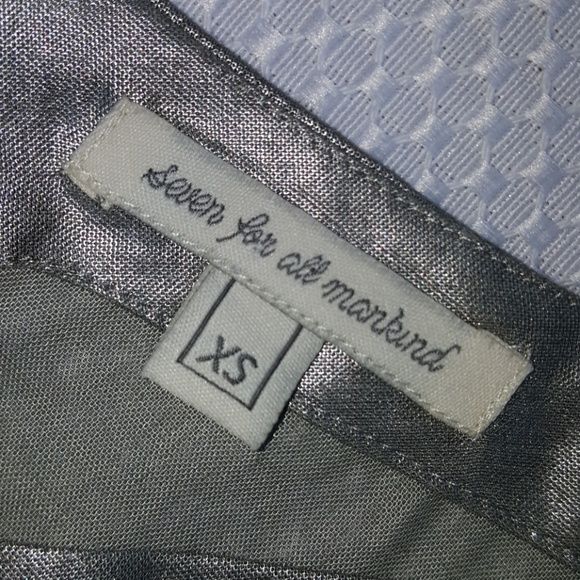 seven for all mankind
XS